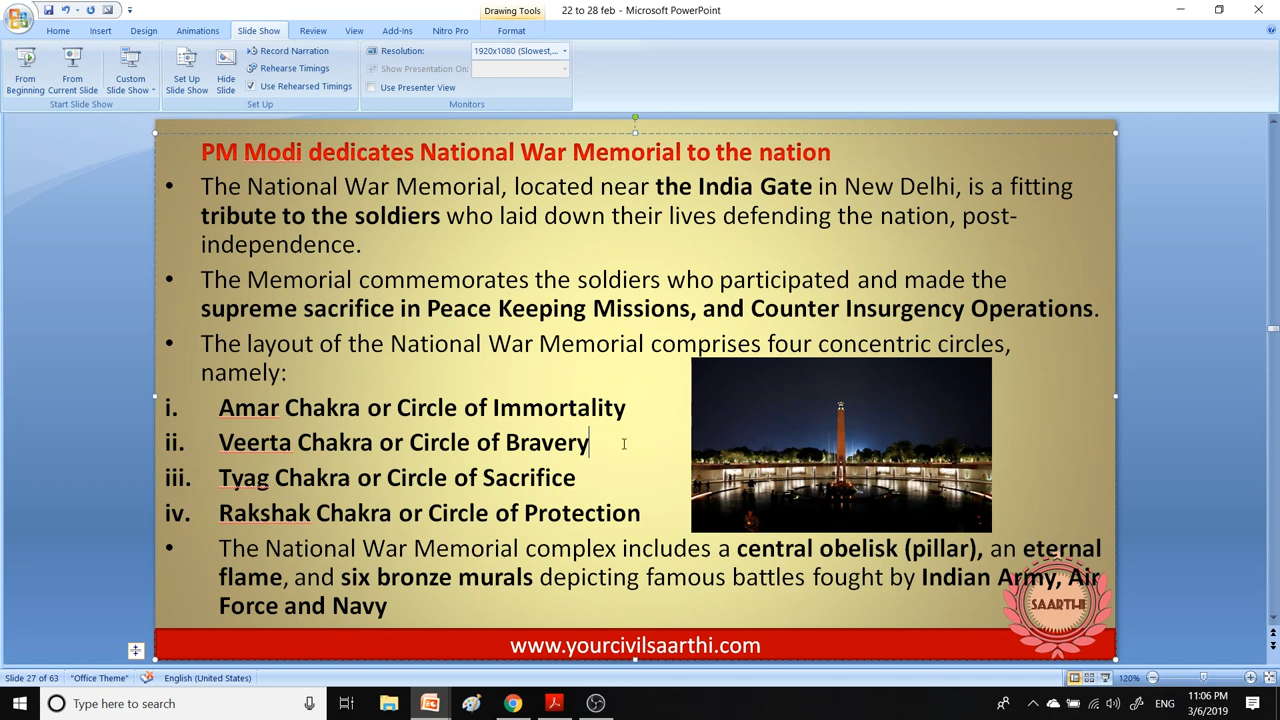 Drawing Tools
22 to 28 feb - Microsoft PowerPoint
Home Insert Design Animations Slide Show Review View Add-Ins Nitro Pro Format
From Beginning
From Current Slide
Custom Slide Show
Start Slide Show
Set Up Slide Show
Hide Slide
Record Narration
Rehearse Timings
Use Rehearsed Timings
Set Up
Resolution: 1920x1080 (Slowest,...
Show Presentation On:
Use Presenter View
Monitors
PM Modi dedicates National War Memorial to the nation
• The National War Memorial, located near the India Gate in New Delhi, is a fitting
tribute to the soldiers who laid down their lives defending the nation, post-
independence.
• The Memorial commemorates the soldiers who participated and made the
supreme sacrifice in Peace Keeping Missions, and Counter Insurgency Operations.
• The layout of the National War Memorial comprises four concentric circles,
namely:
i. Amar Chakra or Circle of Immortality
ii. Veerta Chakra or Circle of Bravery
iii. Tyag Chakra or Circle of Sacrifice
iv. Rakshak Chakra or Circle of Protection
• The National War Memorial complex includes a central obelisk (pillar), an eternal
flame, and six bronze murals depicting famous battles fought by Indian Army, Air
Force and Navy
SAARTHI
www.yourcivilsaarthi.com
Slide 27 of 63 "Office Theme" English (United States) 120%
Type here to search
ENG
11:06 PM
3/6/2019